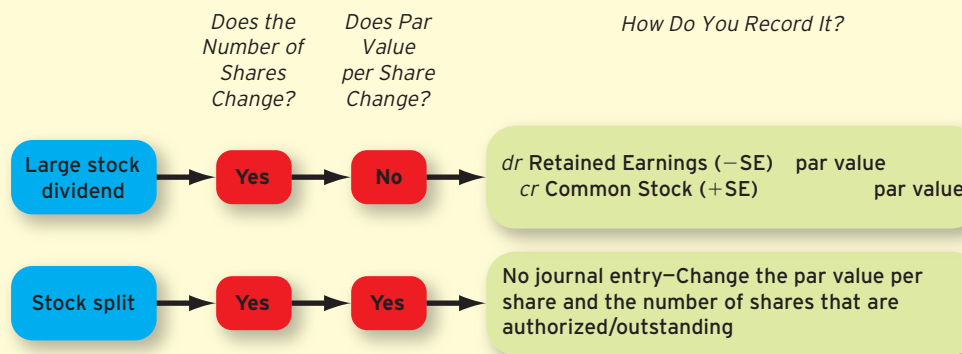 Does the
Number of
Shares
Change?
Does Par
Value
per Share
Change?
How Do You Record It?
Large stock
dividend
Yes
No
dr Retained Earnings (−SE) par value
cr Common Stock (+SE) par value
Stock split
Yes
Yes
No journal entry—Change the par value per
share and the number of shares that are
authorized/outstanding